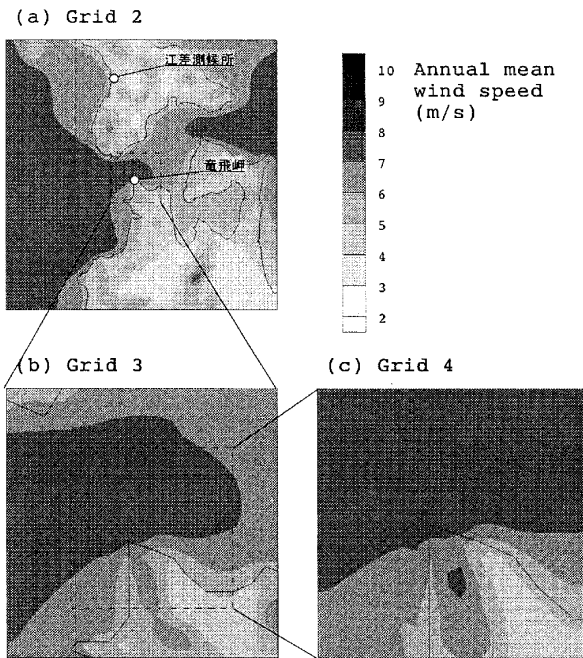 (a) Grid 2
江差測候所
竜飛岬
10
9
8
7
6
5
4
3
2
Annual mean
wind speed
(m/s)
(b) Grid 3
(c) Grid 4